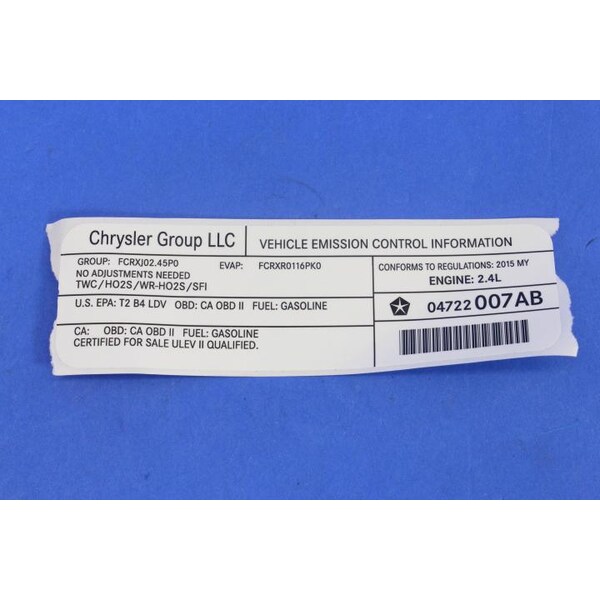 Chrysler Group LLC
VEHICLE EMISSION CONTROL INFORMATION
GROUP: FCRXJ02.45P0 EVAP: FCRXR0116PK0
NO ADJUSTMENTS NEEDED
TWC/HO2S/WR-HO2S/SFI
U.S. EPA: T2 B4 LDV OBD: CA OBD II FUEL: GASOLINE
CA: OBD: CA OBD II FUEL: GASOLINE
CERTIFIED FOR SALE ULEV II QUALIFIED.
CONFORMS TO REGULATIONS: 2015 MY
ENGINE: 2.4L
04722 007AB